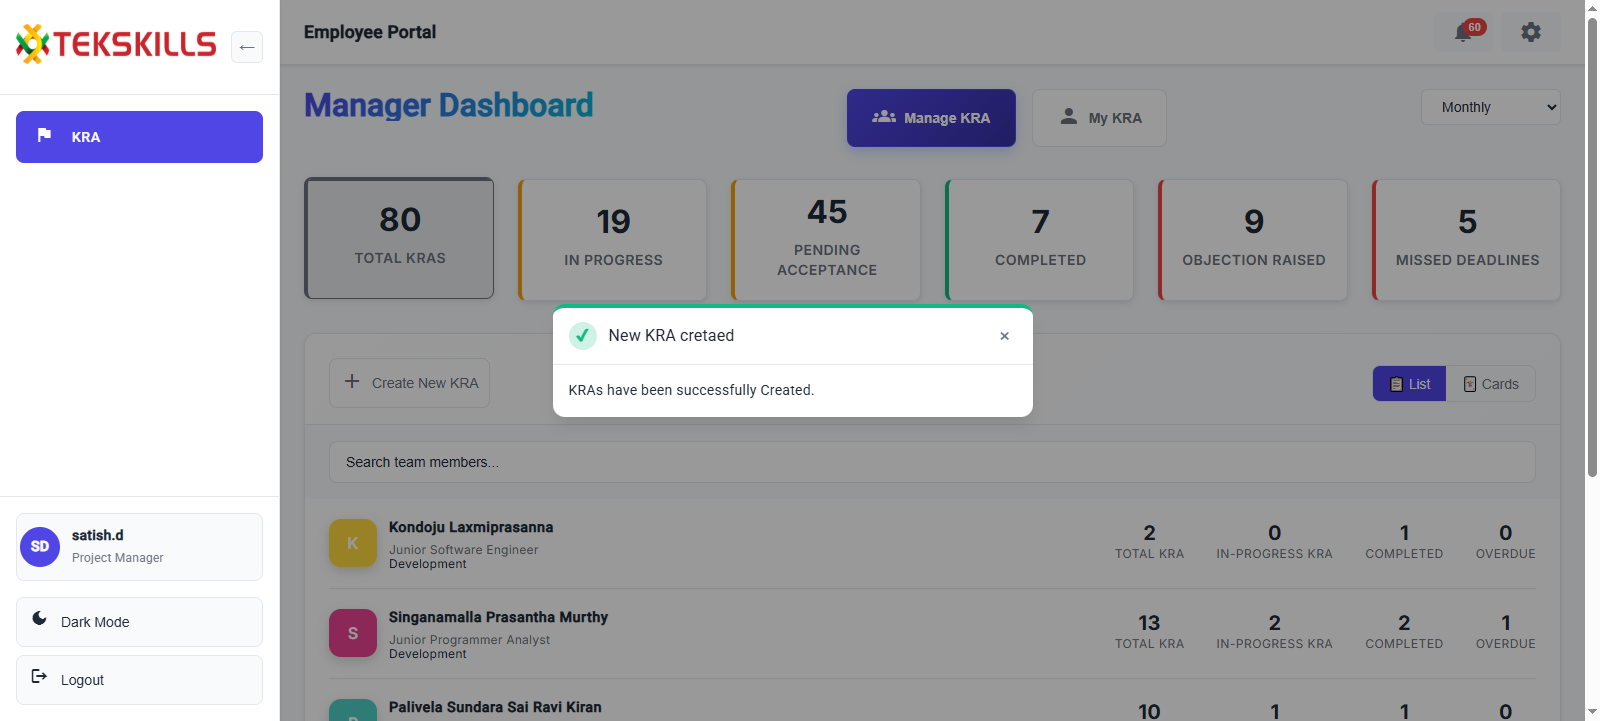 TEKSKILLS
←
KRA
SD
satish.d
Project Manager
Dark Mode
Logout
Employee Portal
60
Manager Dashboard
Manage KRA
My KRA
Monthly
80
TOTAL KRAS
19
IN PROGRESS
45
PENDING
ACCEPTANCE
7
COMPLETED
9
OBJECTION RAISED
5
MISSED DEADLINES
New KRA cretaed
×
KRAs have been successfully Created.
+ Create New KRA
List
Cards
Search team members...
K
Kondoju Laxmiprasanna
Junior Software Engineer
Development
2
TOTAL KRA
0
IN-PROGRESS KRA
1
COMPLETED
0
OVERDUE
S
Singanamalla Prasantha Murthy
Junior Programmer Analyst
Development
13
TOTAL KRA
2
IN-PROGRESS KRA
2
COMPLETED
1
OVERDUE
Palivela Sundara Sai Ravi Kiran
10
1
1
0